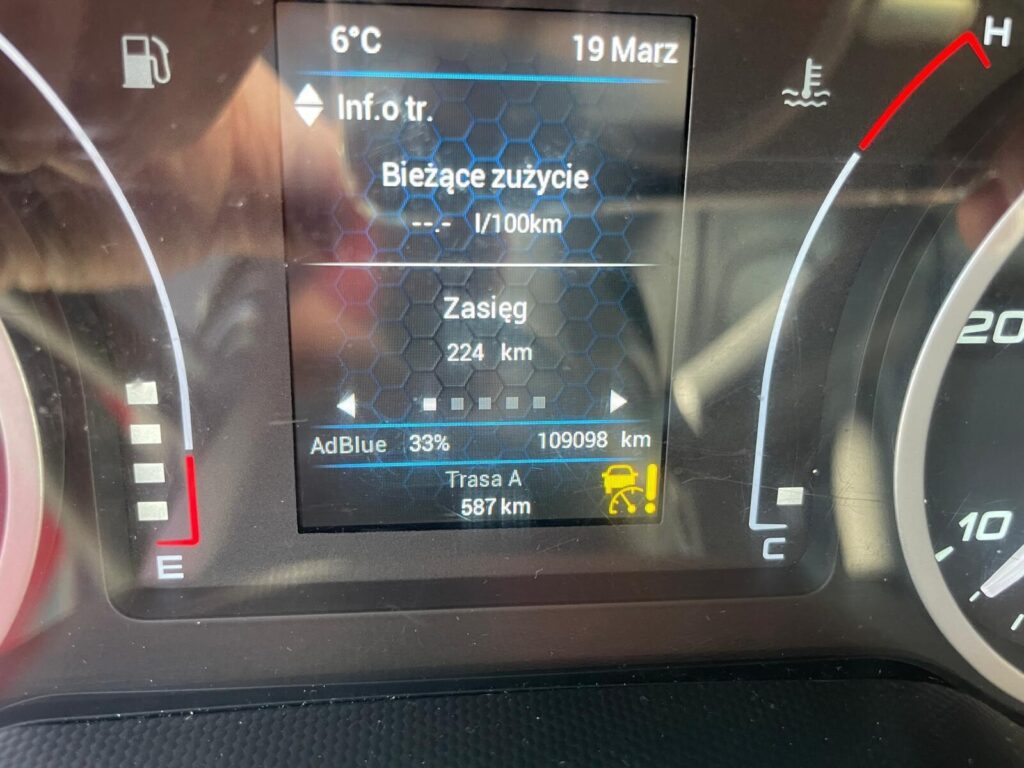 6°C 19 Marz
H
Inf.o tr.
Bieżące zużycie
--.- l/100km
Zasięg
224 km
20
AdBlue 33% 109098 km
Trasa A
587 km
E
C
10